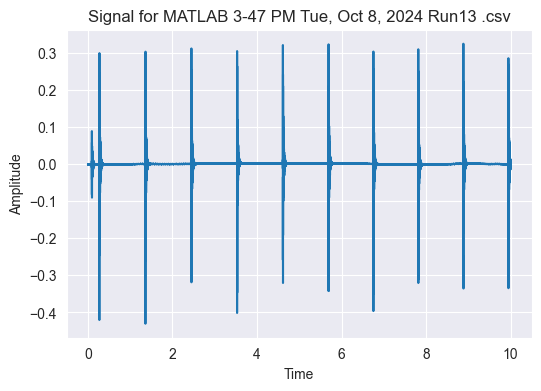 Signal for MATLAB 3-47 PM Tue, Oct 8, 2024 Run13 .csv
0.3
0.2
0.1
0.0
−0.1
−0.2
−0.3
−0.4
Amplitude
0 2 4 6 8 10
Time